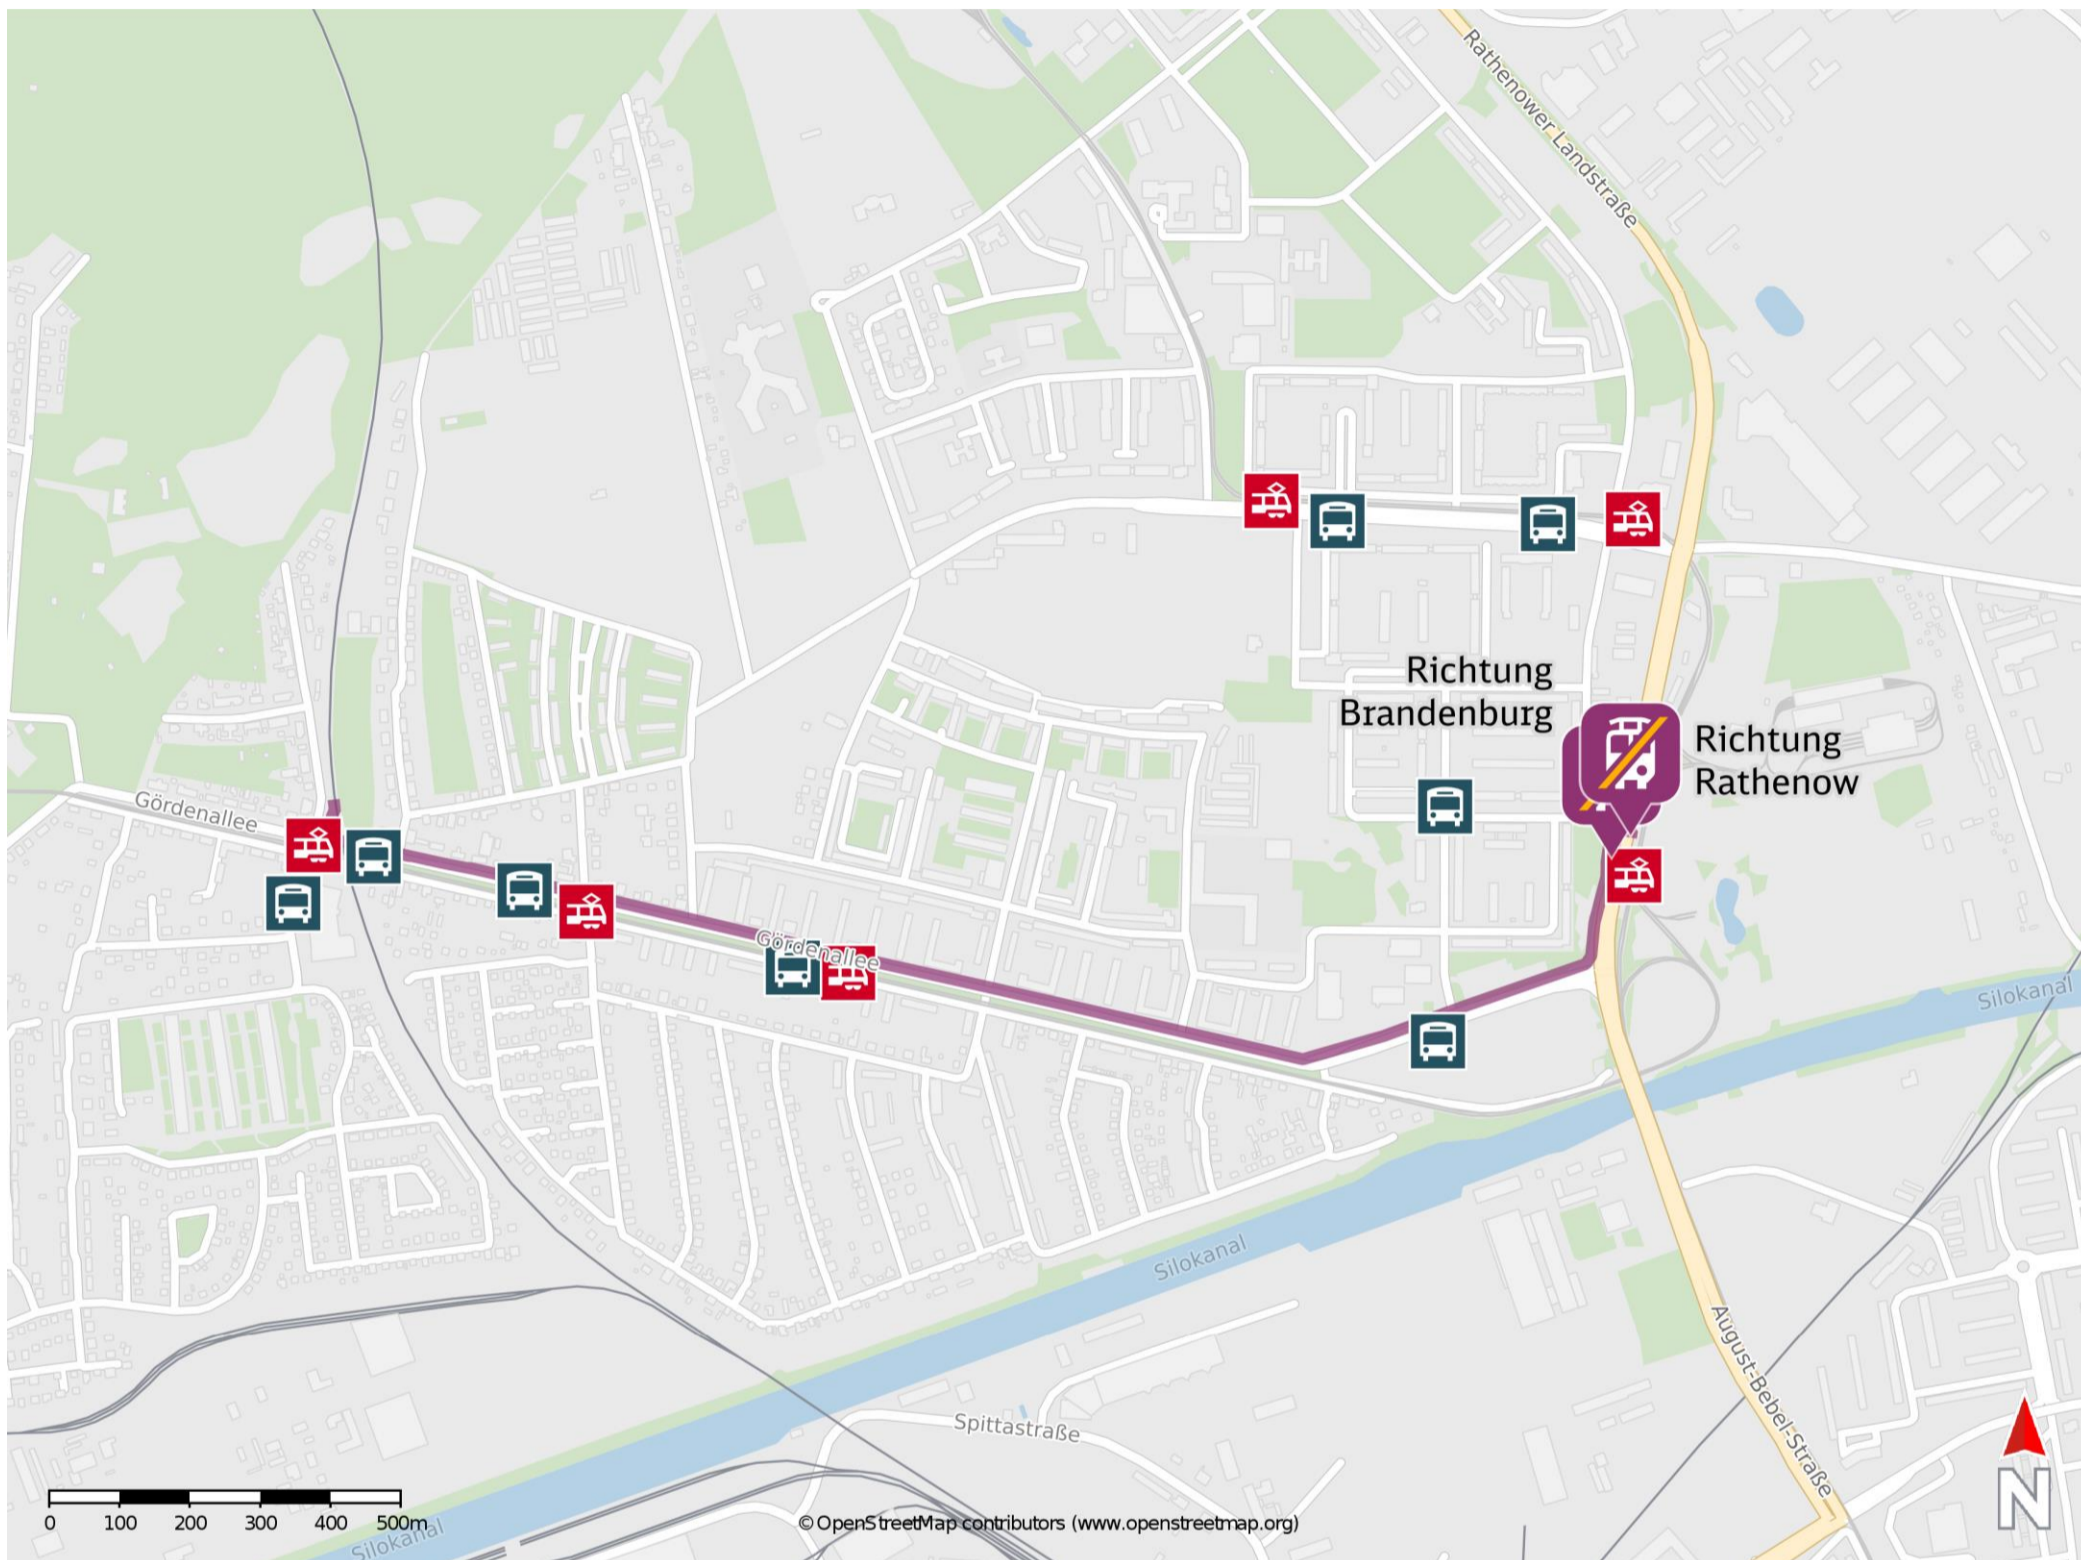 Rathenower Landstraße
Richtung
Brandenburg
Richtung
Rathenow
Gördenallee
Gördenallee
Silokanal
Silokanal
August-Bebel-Straße
Spittastraße
N
0 100 200 300 400 500m
Silokanal
©OpenStreetMap contributors (www.openstreetmap.org)